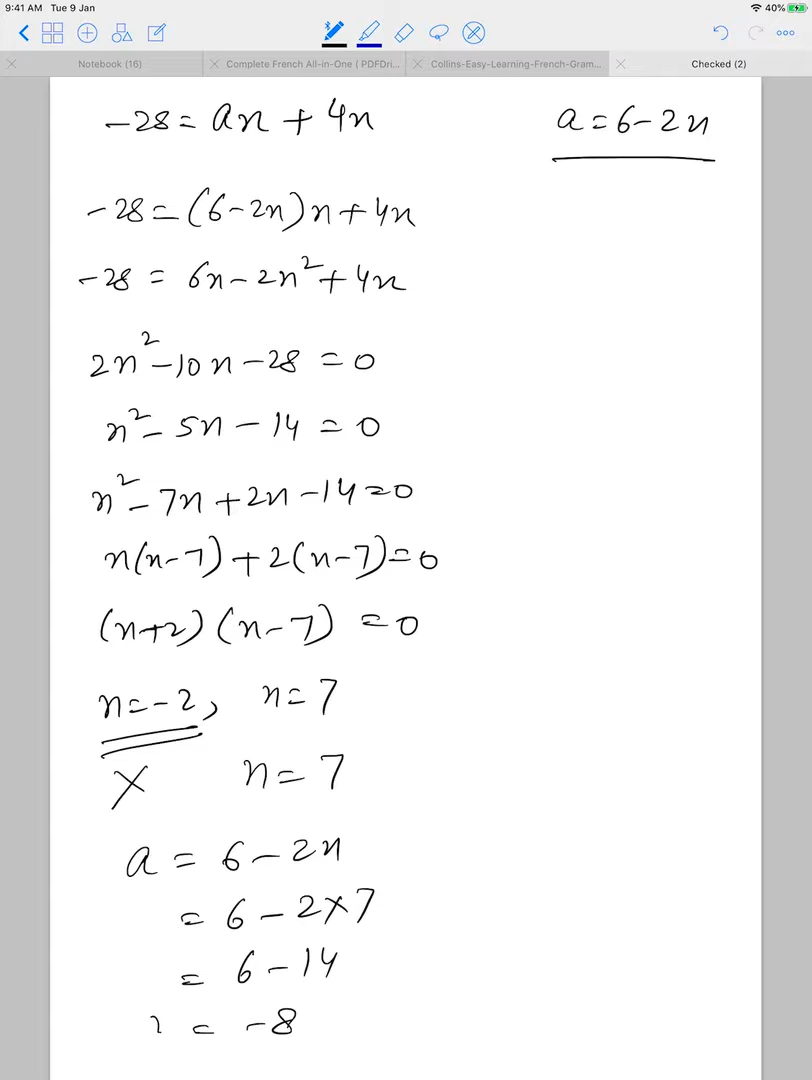 9:41 AM Tue 9 Jan 40%
Notebook (16) Complete French All-in-One ( PDFDri... Collins-Easy-Learning-French-Gram... Checked (2)
-28 = an + 4n a = 6 - 2n
-28 = (6-2n)n + 4n
-28 = 6n - 2n² + 4n
2n² - 10n - 28 = 0
n² - 5n - 14 = 0
n² - 7n + 2n - 14 = 0
n(n-7) + 2(n-7) = 0
(n+2)(n-7) = 0
n = -2, n = 7
× n = 7
a = 6 - 2n
= 6 - 2×7
= 6 - 14
= -8